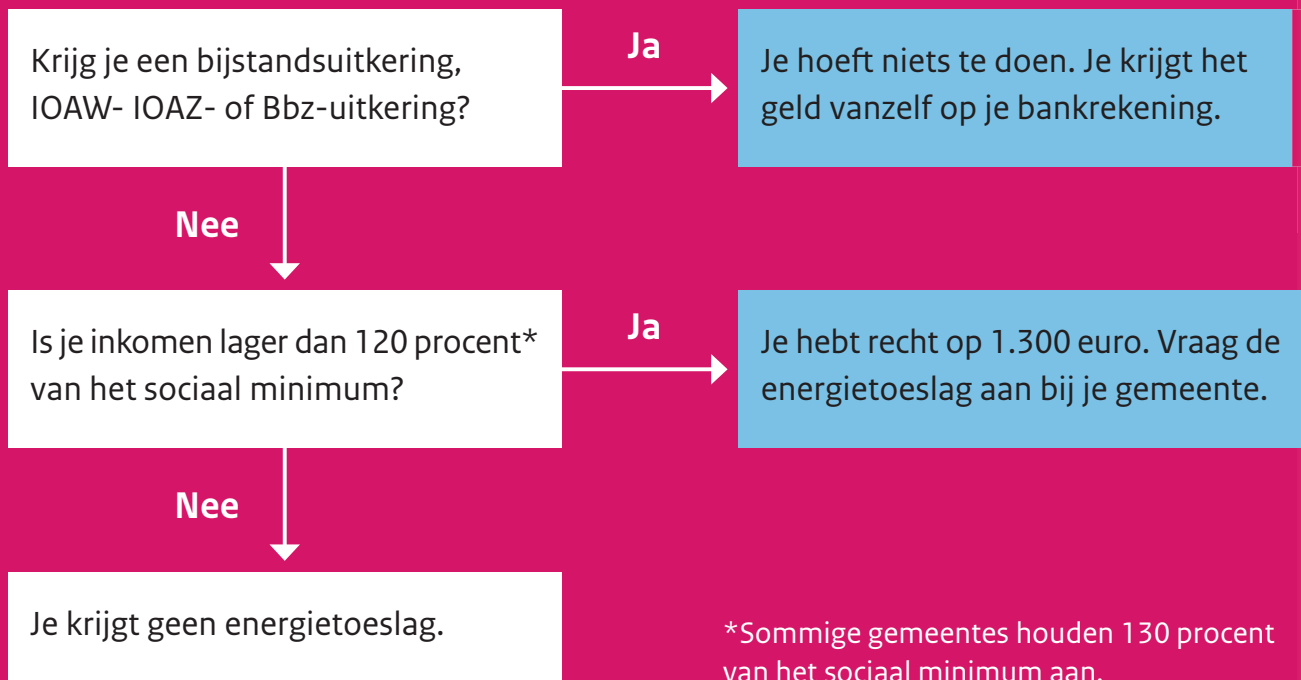 Krijg je een bijstandsuitkering,
IOAW- IOAZ- of Bbz-uitkering?
Ja
Je hoeft niets te doen. Je krijgt het
geld vanzelf op je bankrekening.
Nee
Is je inkomen lager dan 120 procent*
van het sociaal minimum?
Ja
Je hebt recht op 1.300 euro. Vraag de
energietoeslag aan bij je gemeente.
Nee
Je krijgt geen energietoeslag.
*Sommige gemeentes houden 130 procent
van het sociaal minimum aan.